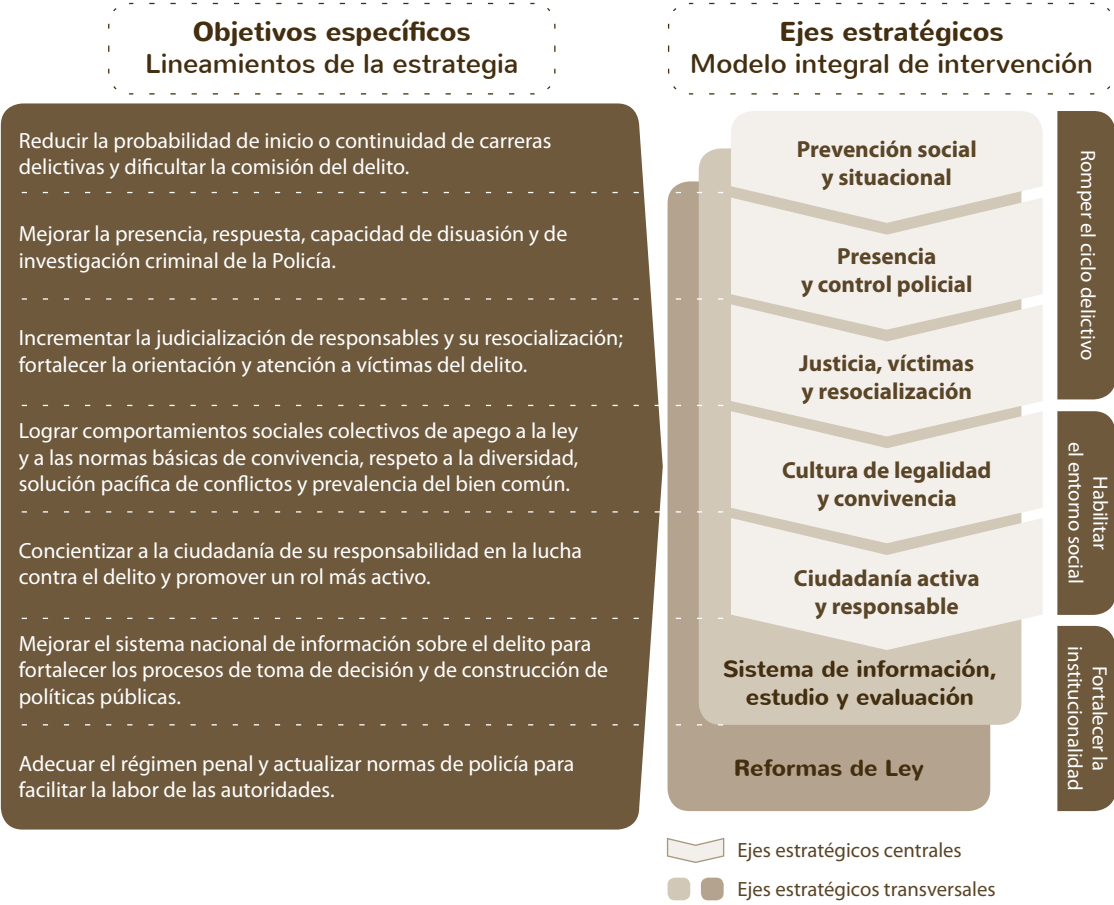 Objetivos específicos
Lineamientos de la estrategia
Ejes estratégicos
Modelo integral de intervención
Reducir la probabilidad de inicio o continuidad de carreras
delictivas y dificultar la comisión del delito.
Mejorar la presencia, respuesta, capacidad de disuasión y de
investigación criminal de la Policía.
Incrementar la judicialización de responsables y su resocialización;
fortalecer la orientación y atención a víctimas del delito.
Lograr comportamientos sociales colectivos de apego a la ley
y a las normas básicas de convivencia, respeto a la diversidad,
solución pacífica de conflictos y prevalencia del bien común.
Concientizar a la ciudadanía de su responsabilidad en la lucha
contra el delito y promover un rol más activo.
Mejorar el sistema nacional de información sobre el delito para
fortalecer los procesos de toma de decisión y de construcción de
políticas públicas.
Adecuar el régimen penal y actualizar normas de policía para
facilitar la labor de las autoridades.
Prevención social
y situacional
Presencia
y control policial
Justicia, víctimas
y resocialización
Cultura de legalidad
y convivencia
Ciudadanía activa
y responsable
Sistema de información,
estudio y evaluación
Reformas de Ley
Romper el ciclo delictivo
Habilitar
el entorno social
Fortalecer la
institucionalidad
Ejes estratégicos centrales
Ejes estratégicos transversales